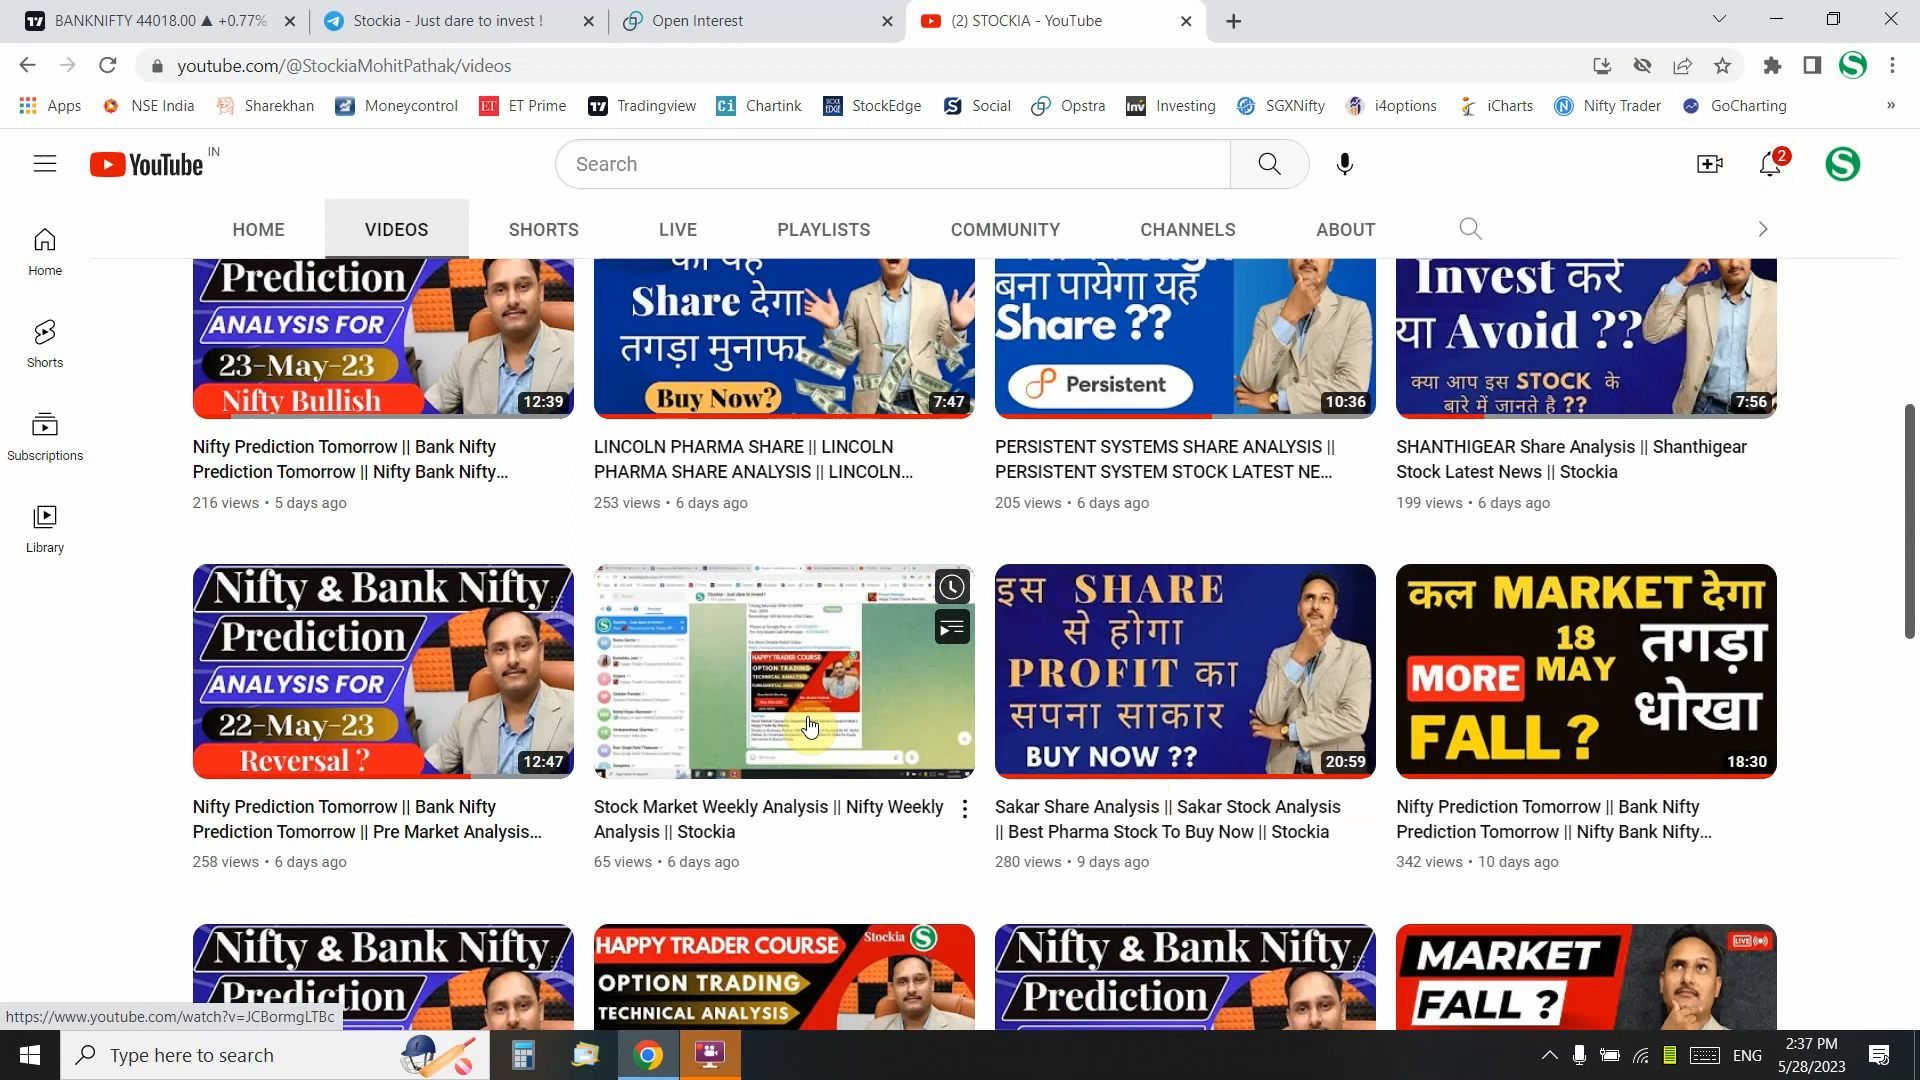 BANKNIFTY 44018.00 ▲ +0.77%
Stockia - Just dare to invest !
Open Interest
(2) STOCKIA - YouTube
youtube.com/@StockiaMohitPathak/videos
Apps
NSE India
Sharekhan
Moneycontrol
ET Prime
Tradingview
Chartink
StockEdge
Social
Opstra
Investing
SGXNifty
i4options
iCharts
Nifty Trader
GoCharting
YouTube IN
Search
2
HOME
VIDEOS
SHORTS
LIVE
PLAYLISTS
COMMUNITY
CHANNELS
ABOUT
Home
Shorts
Subscriptions
Library
Prediction
ANALYSIS FOR
23-May-23
Nifty Bullish
12:39
Share देगा
तगड़ा मुनाफा
Buy Now?
7:47
बना पायेगा यह
Share ??
Persistent
10:36
Invest करें
या Avoid ??
क्या आप इस STOCK के
बारे में जानते है ??
7:56
Nifty Prediction Tomorrow || Bank Nifty
Prediction Tomorrow || Nifty Bank Nifty...
216 views • 5 days ago
LINCOLN PHARMA SHARE || LINCOLN
PHARMA SHARE ANALYSIS || LINCOLN...
253 views • 6 days ago
PERSISTENT SYSTEMS SHARE ANALYSIS ||
PERSISTENT SYSTEM STOCK LATEST NE...
205 views • 6 days ago
SHANTHIGEAR Share Analysis || Shanthigear
Stock Latest News || Stockia
199 views • 6 days ago
Nifty & Bank Nifty
Prediction
ANALYSIS FOR
22-May-23
Reversal ?
12:47
HAPPY TRADER COURSE
OPTION TRADING
TECHNICAL ANALYSIS
इस SHARE
से होगा
PROFIT का
सपना साकार
BUY NOW ??
20:59
कल MARKET देगा
18
MAY
तगड़ा
MORE
FALL ?
धोखा
18:30
Nifty Prediction Tomorrow || Bank Nifty
Prediction Tomorrow || Pre Market Analysis...
258 views • 6 days ago
Stock Market Weekly Analysis || Nifty Weekly
Analysis || Stockia
65 views • 6 days ago
Sakar Share Analysis || Sakar Stock Analysis
|| Best Pharma Stock To Buy Now || Stockia
280 views • 9 days ago
Nifty Prediction Tomorrow || Bank Nifty
Prediction Tomorrow || Nifty Bank Nifty...
342 views • 10 days ago
Nifty & Bank Nifty
Prediction
HAPPY TRADER COURSE
Stockia
OPTION TRADING
TECHNICAL ANALYSIS
Nifty & Bank Nifty
Prediction
MARKET
FALL ?
LIVE
https://www.youtube.com/watch?v=JCBormgLTBc
Type here to search
ENG
2:37 PM
5/28/2023